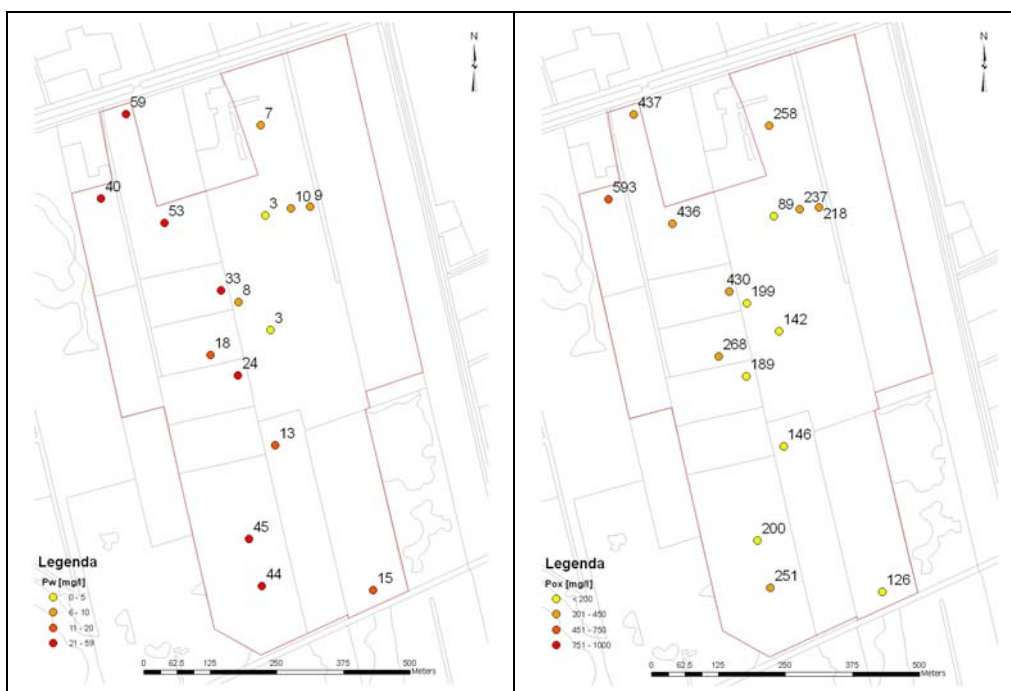 N
59
7
40
53
3
10
9
33
8
3
18
24
13
45
44
15
Legenda
Pw [mg/l]
0 - 5
6 - 10
11 - 20
21 - 59
0 62.5 125 250 375 500
Meters
N
437
258
593
436
89
237
218
430
199
142
268
189
146
200
251
126
Legenda
Pox [mg/l]
< 200
201 - 450
451 - 750
751 - 1000
0 62.5 125 250 375 500
Meters